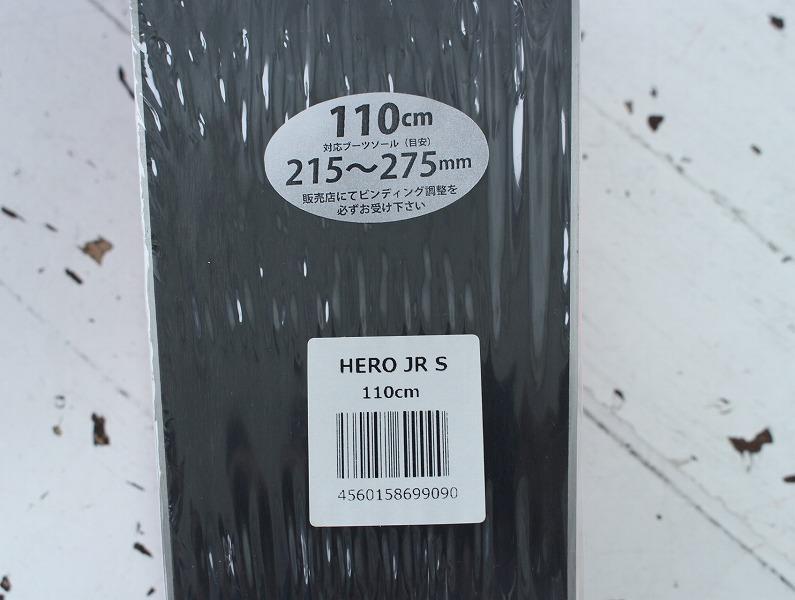 110cm
対応ブーツソール（目安）
215～275mm
販売店にてビンディング調整を
必ずお受け下さい
HERO JR S
110cm
4560158699090